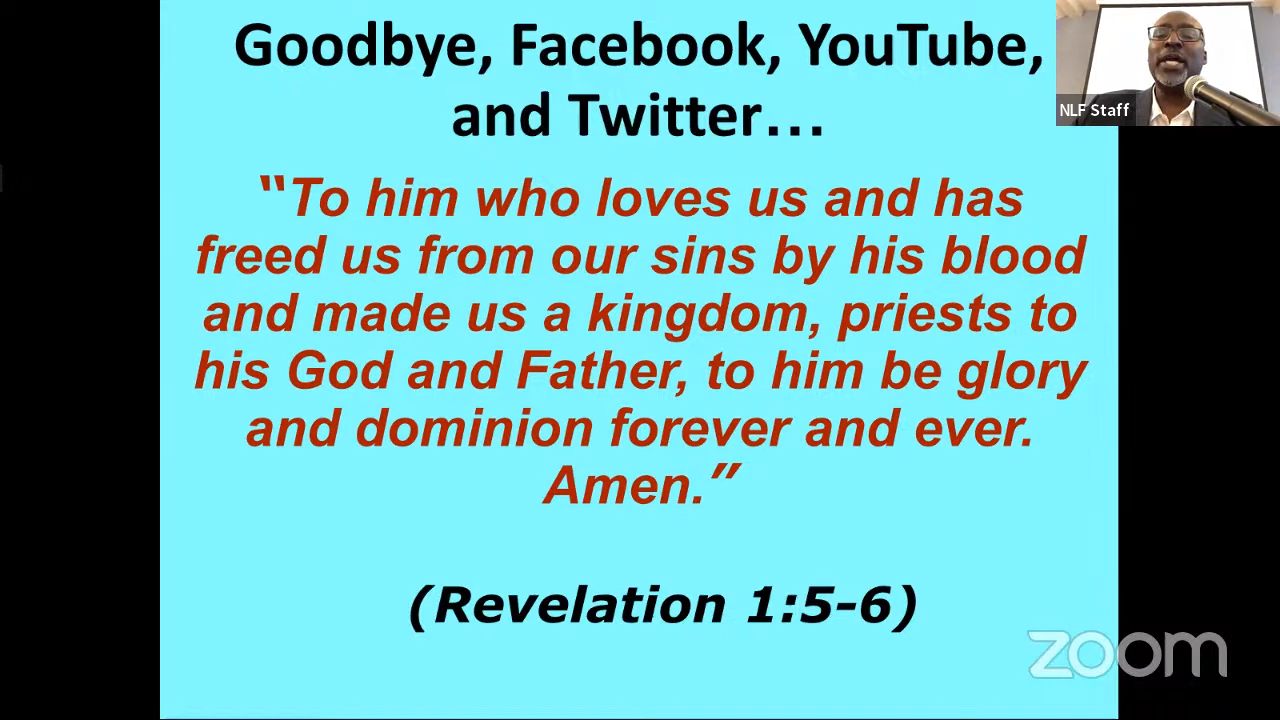 Goodbye, Facebook, YouTube,
and Twitter…
“To him who loves us and has
freed us from our sins by his blood
and made us a kingdom, priests to
his God and Father, to him be glory
and dominion forever and ever.
Amen.”
(Revelation 1:5-6)
NLF Staff
zoom